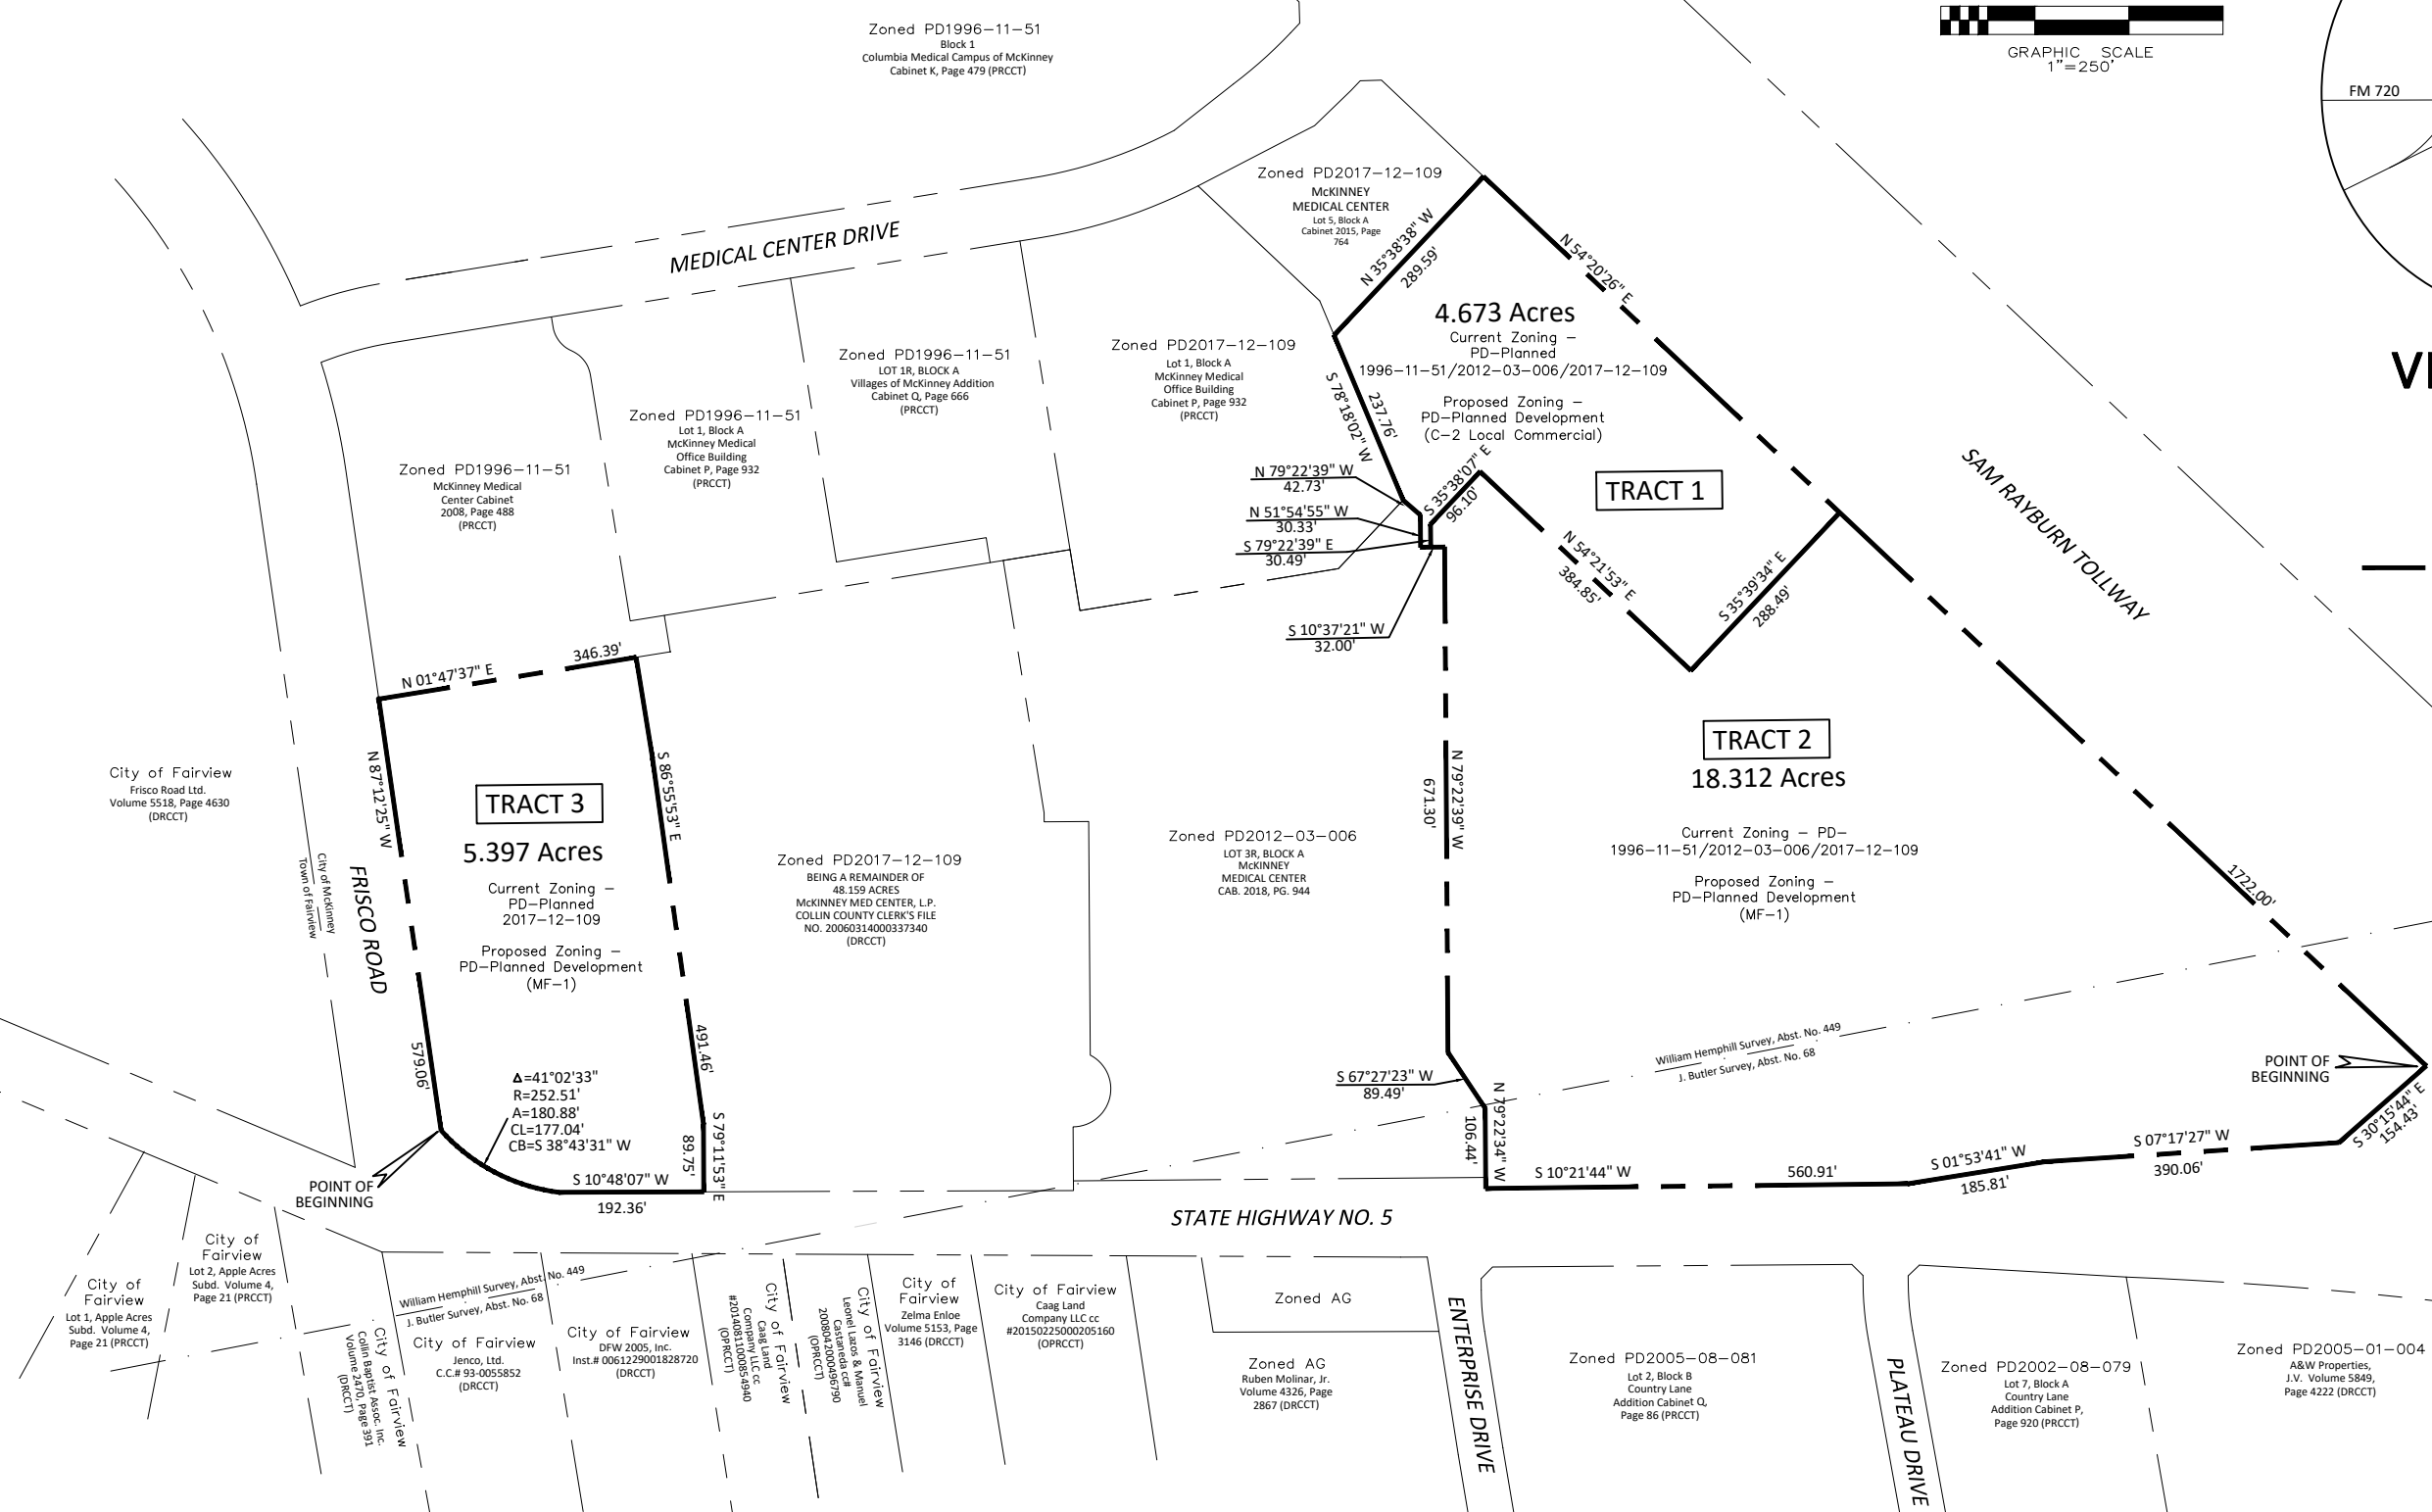 Zoned PD1996-11-51
Block 1
Columbia Medical Campus of McKinney
Cabinet K, Page 479 (PRCCT)
GRAPHIC SCALE
1"=250'
FM 720
MEDICAL CENTER DRIVE
Zoned PD2017-12-109
McKINNEY
MEDICAL CENTER
Lot 5, Block A
Cabinet 2015, Page
764
N 35°38'38" W
289.59'
N 54°20'26" E
4.673 Acres
Current Zoning -
PD-Planned
1996-11-51/2012-03-006/2017-12-109
Proposed Zoning -
PD-Planned Development
(C-2 Local Commercial)
TRACT 1
SAM RAYBURN TOLLWAY
Zoned PD1996-11-51
McKinney Medical
Center Cabinet
2008, Page 488
(PRCCT)
Zoned PD1996-11-51
Lot 1, Block A
McKinney Medical
Office Building
Cabinet P, Page 932
(PRCCT)
Zoned PD1996-11-51
LOT 1R, BLOCK A
Villages of McKinney Addition
Cabinet Q, Page 666
(PRCCT)
Zoned PD2017-12-109
Lot 1, Block A
McKinney Medical
Office Building
Cabinet P, Page 932
(PRCCT)
S 78°18'02" W
237.76'
N 79°22'39" W
42.73'
N 51°54'55" W
30.33'
S 79°22'39" E
30.49'
S 10°37'21" W
32.00'
S 35°38'07" E
96.10'
N 54°21'53" E
384.85'
S 35°39'34" E
288.49'
TRACT 2
18.312 Acres
Current Zoning - PD-
1996-11-51/2012-03-006/2017-12-109
Proposed Zoning -
PD-Planned Development
(MF-1)
1722.00'
N 79°22'39" W
671.30'
S 67°27'23" W
89.49'
N 79°22'34" W
106.44'
S 10°21'44" W
560.91'
S 01°53'41" W
185.81'
S 07°17'27" W
390.06'
S 30°15'44" E
154.43'
POINT OF
BEGINNING
William Hemphill Survey, Abst. No. 449
J. Butler Survey, Abst. No. 68
Zoned PD2012-03-006
LOT 3R, BLOCK A
McKINNEY
MEDICAL CENTER
CAB. 2018, PG. 944
Zoned PD2017-12-109
BEING A REMAINDER OF
48.159 ACRES
McKINNEY MED CENTER, L.P.
COLLIN COUNTY CLERK'S FILE
NO. 20060314000337340
(DRCCT)
N 01°47'37" E
346.39'
N 87°12'25" W
579.06'
S 86°55'53" E
491.46'
S 79°11'53" E
89.75'
TRACT 3
5.397 Acres
Current Zoning -
PD-Planned
2017-12-109
Proposed Zoning -
PD-Planned Development
(MF-1)
Δ=41°02'33"
R=252.51'
A=180.88'
CL=177.04'
CB=S 38°43'31" W
S 10°48'07" W
192.36'
POINT OF
BEGINNING
City of Fairview
Frisco Road Ltd.
Volume 5518, Page 4630
(DRCCT)
City of McKinney
Town of Fairview
FRISCO ROAD
STATE HIGHWAY NO. 5
City of
Fairview
Lot 1, Apple Acres
Subd. Volume 4,
Page 21 (PRCCT)
City of
Fairview
Lot 2, Apple Acres
Subd. Volume 4,
Page 21 (PRCCT)
City of Fairview
Collin Baptist Assoc. Inc.
Volume 2470, Page 391
(DRCCT)
William Hemphill Survey, Abst. No. 449
J. Butler Survey, Abst. No. 68
City of Fairview
Jenco, Ltd.
C.C.# 93-0055852
(DRCCT)
City of Fairview
DFW 2005, Inc.
Inst.# 0061229001828720
(DRCCT)
City of Fairview
Caag Land
Company LLC cc
#20140811000854940
(OPRCCT)
City of Fairview
Leonel Lazos & Manuel
Castaneda cc#
20080421000496790
(OPRCCT)
City of
Fairview
Zelma Enloe
Volume 5153, Page
3146 (DRCCT)
City of Fairview
Caag Land
Company LLC cc
#20150225000205160
(OPRCCT)
Zoned AG
Zoned AG
Ruben Molinar, Jr.
Volume 4326, Page
2867 (DRCCT)
ENTERPRISE DRIVE
Zoned PD2005-08-081
Lot 2, Block B
Country Lane
Addition Cabinet Q,
Page 86 (PRCCT)
PLATEAU DRIVE
Zoned PD2002-08-079
Lot 7, Block A
Country Lane
Addition Cabinet P,
Page 920 (PRCCT)
Zoned PD2005-01-004
A&W Properties,
J.V. Volume 5849,
Page 4222 (DRCCT)